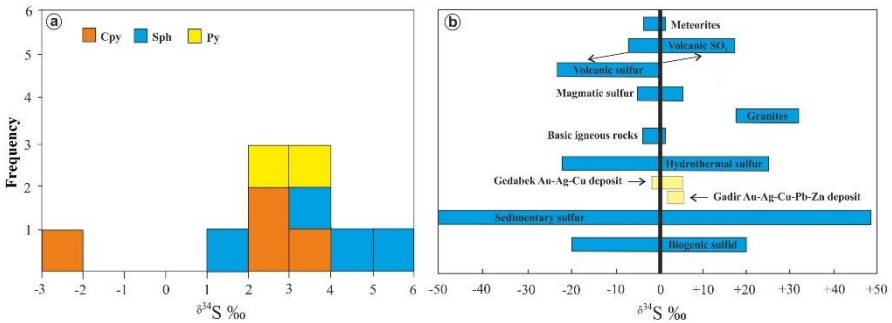 a
Cpy Sph Py
Frequency
6
5
4
3
2
1
-3 -2 -1 0 1 2 3 4 5 6
δ³⁴S ‰
b
Meteorites
Volcanic SO₂
Volcanic sulfur
Magmatic sulfur
Granites
Basic igneous rocks
Hydrothermal sulfur
Gedabek Au-Ag-Cu deposit
Gadir Au-Ag-Cu-Pb-Zn deposit
Sedimentary sulfur
Biogenic sulfid
-50 -20 -10 0 +10 +20 +30 +50
δ³⁴S ‰